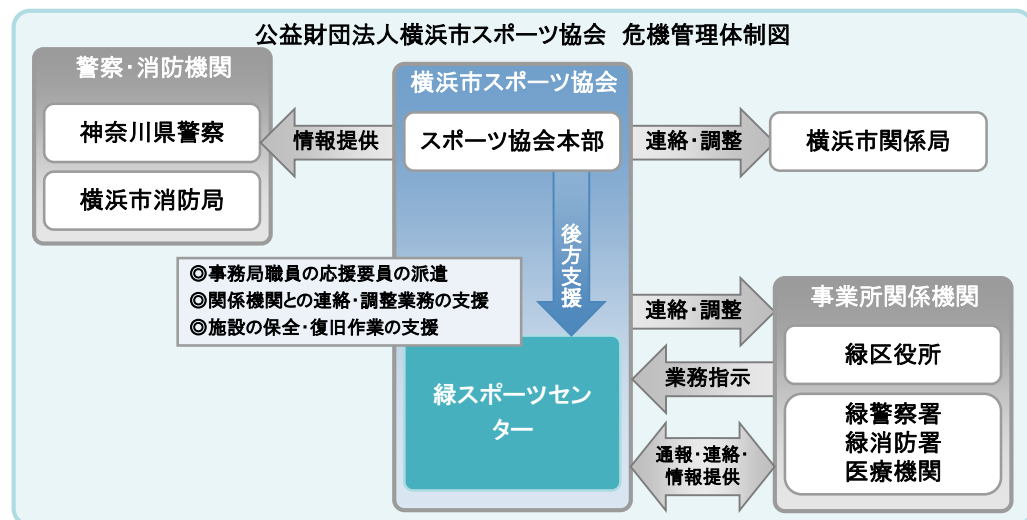 公益財団法人横浜市スポーツ協会 危機管理体制図
警察・消防機関
神奈川県警察
横浜市消防局
情報提供
横浜市スポーツ協会
スポーツ協会本部
連絡・調整
横浜市関係局
後方支援
◎事務局職員の応援要員の派遣
◎関係機関との連絡・調整業務の支援
◎施設の保全・復旧作業の支援
緑スポーツセン
ター
連絡・調整
業務指示
通報・連絡・
情報提供
事業所関係機関
緑区役所
緑警察署
緑消防署
医療機関